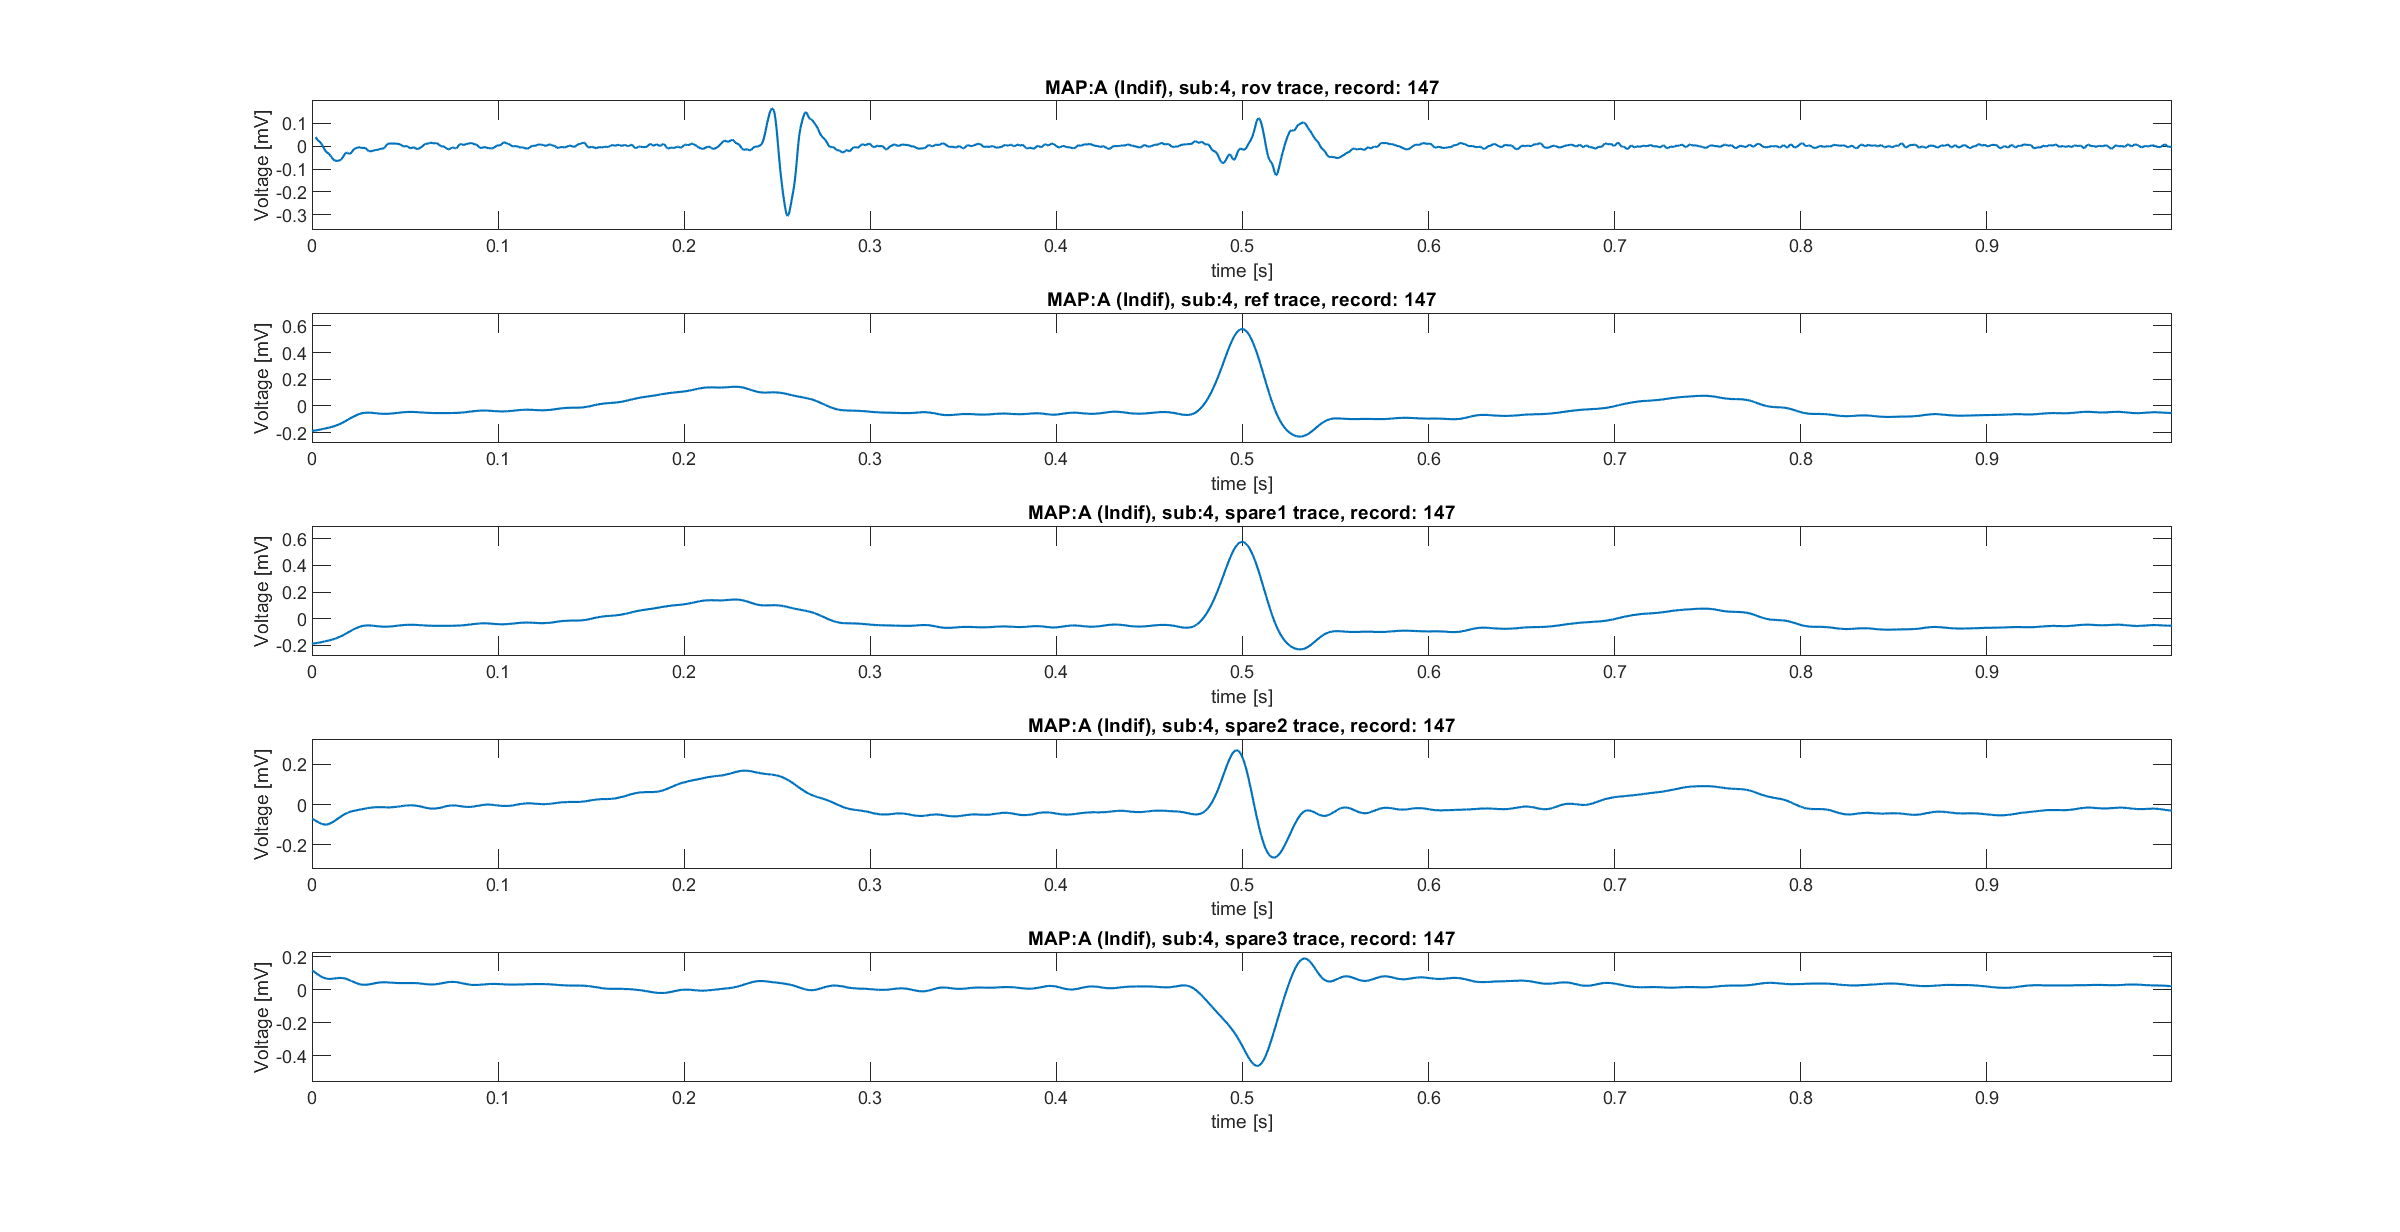 MAP:A (Indif), sub:4, rov trace, record: 147
Voltage [mV]
0.1
0
-0.1
-0.2
-0.3
0 0.1 0.2 0.3 0.4 0.5 0.6 0.7 0.8 0.9
time [s]
MAP:A (Indif), sub:4, ref trace, record: 147
Voltage [mV]
0.6
0.4
0.2
0
-0.2
0 0.1 0.2 0.3 0.4 0.5 0.6 0.7 0.8 0.9
time [s]
MAP:A (Indif), sub:4, spare1 trace, record: 147
Voltage [mV]
0.6
0.4
0.2
0
-0.2
0 0.1 0.2 0.3 0.4 0.5 0.6 0.7 0.8 0.9
time [s]
MAP:A (Indif), sub:4, spare2 trace, record: 147
Voltage [mV]
0.2
0
-0.2
0 0.1 0.2 0.3 0.4 0.5 0.6 0.7 0.8 0.9
time [s]
MAP:A (Indif), sub:4, spare3 trace, record: 147
Voltage [mV]
0.2
0
-0.2
-0.4
0 0.1 0.2 0.3 0.4 0.5 0.6 0.7 0.8 0.9
time [s]